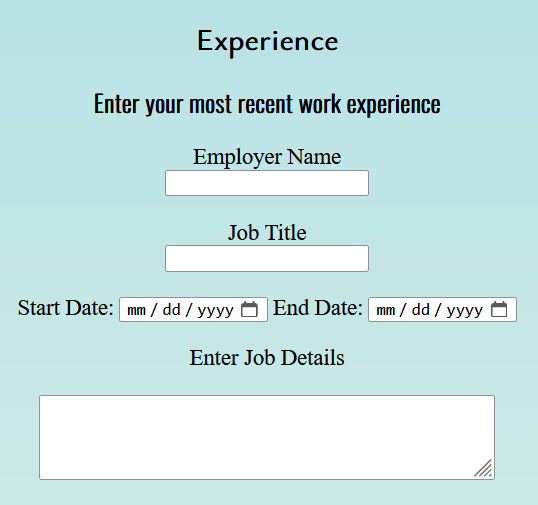 Experience
Enter your most recent work experience
Employer Name
Job Title
Start Date: mm / dd / yyyy End Date: mm / dd / yyyy
Enter Job Details